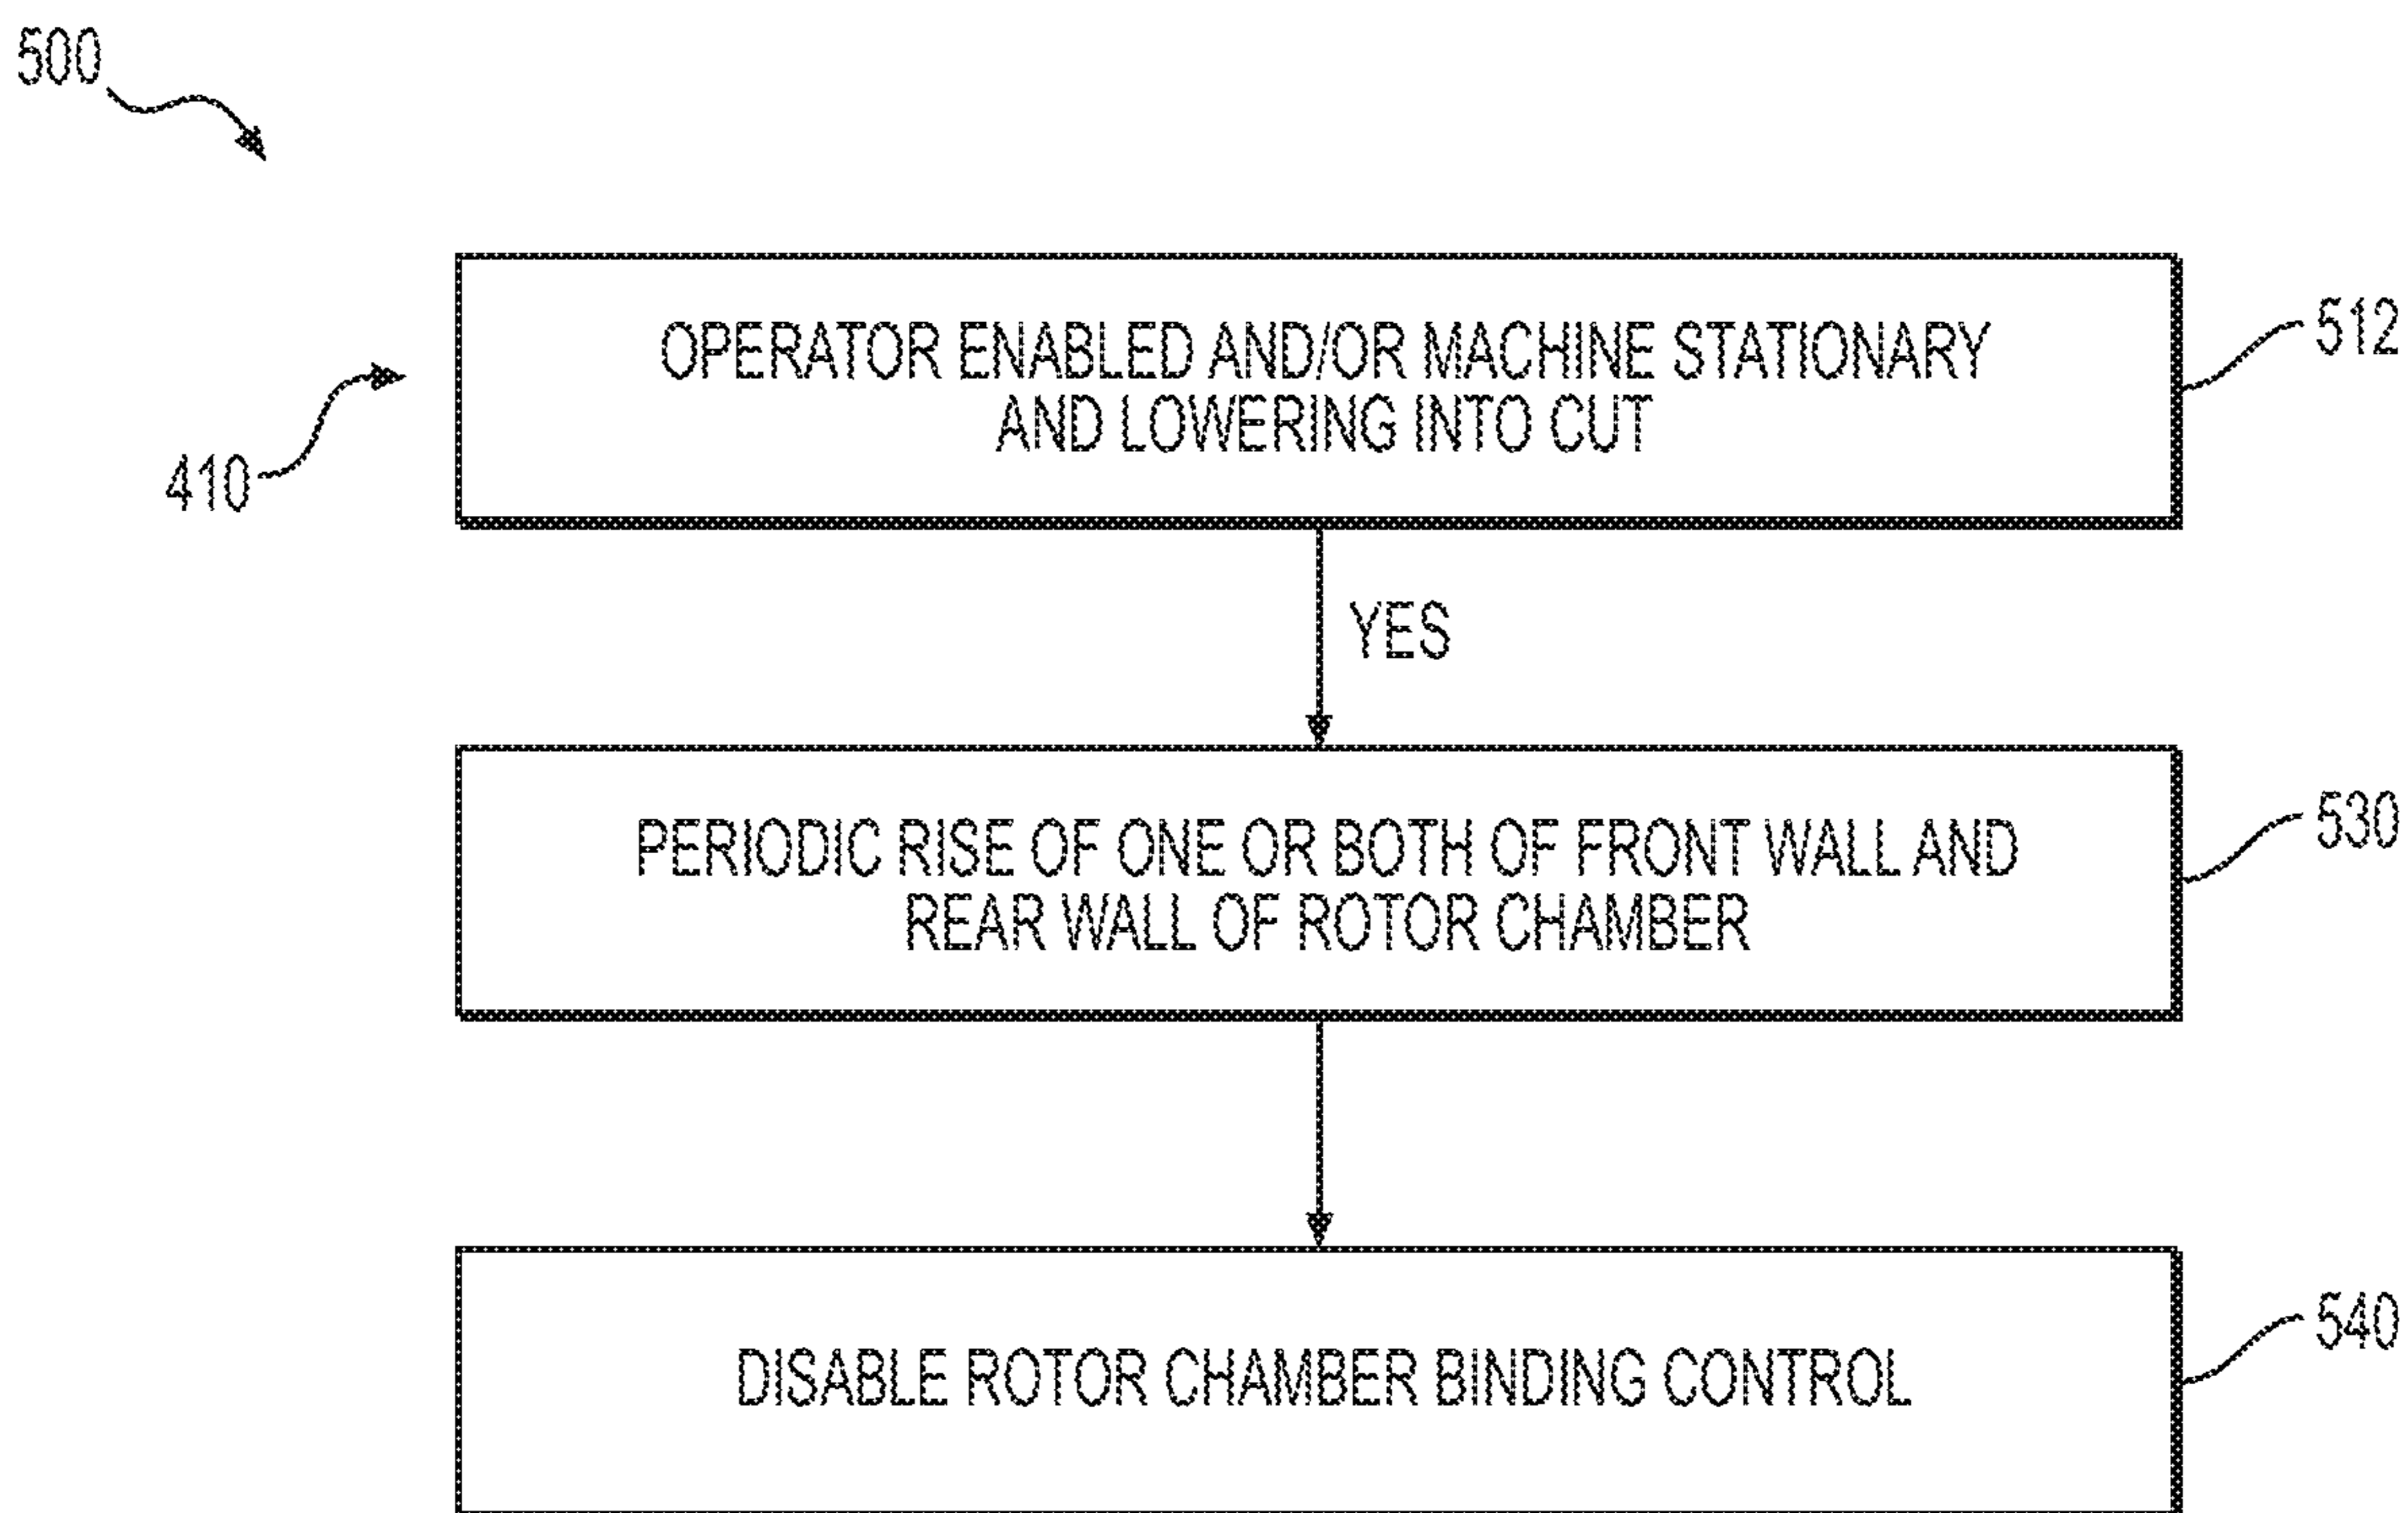 500
OPERATOR ENABLED AND/OR MACHINE STATIONARY
AND LOWERING INTO CUT
512
410
YES
PERIODIC RISE OF ONE OR BOTH OF FRONT WALL AND
REAR WALL OF ROTOR CHAMBER
530
DISABLE ROTOR CHAMBER BINDING CONTROL
540